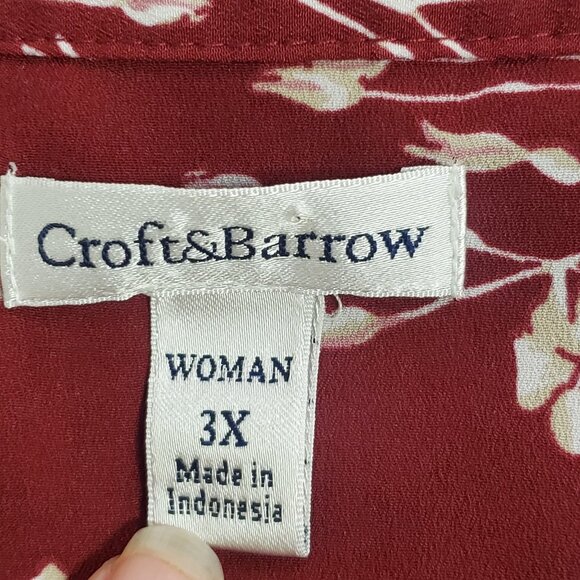 Croft&Barrow
WOMAN
3X
Made in
Indonesia